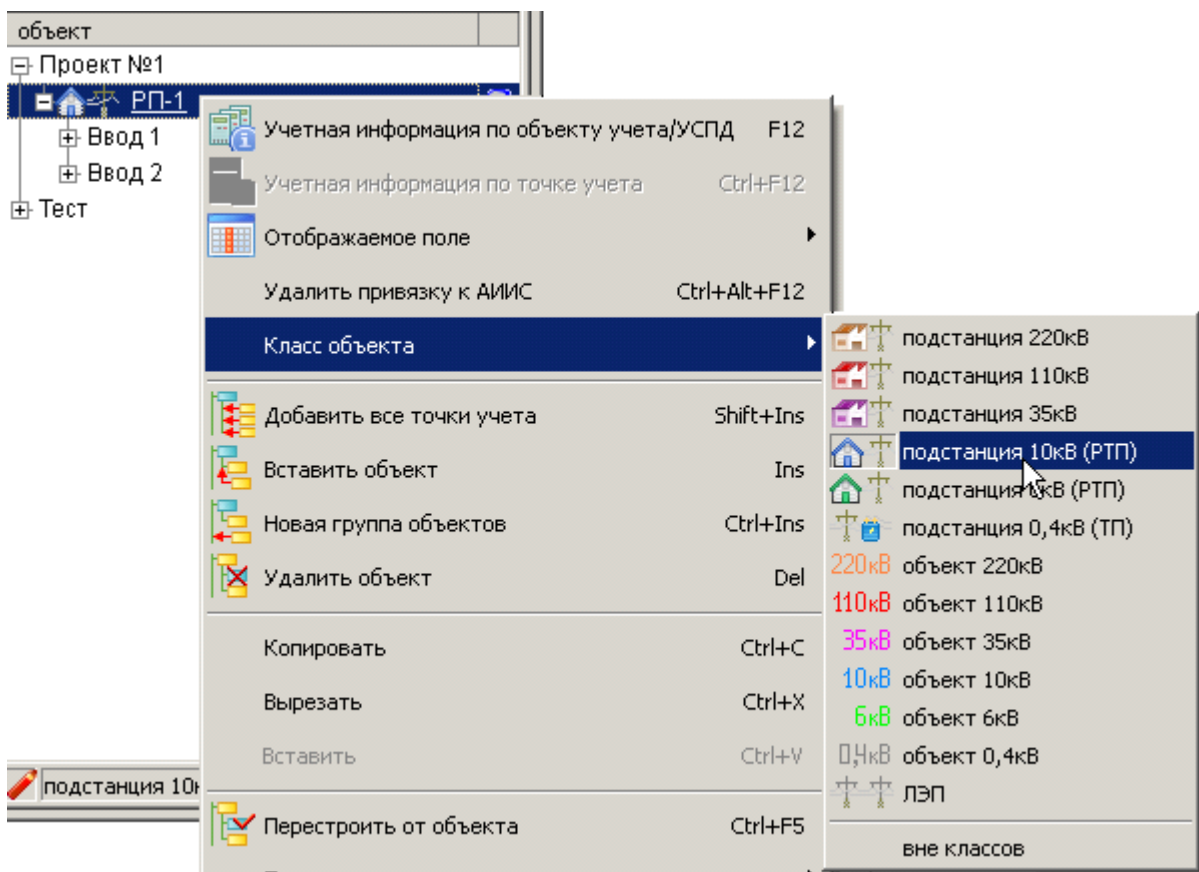 объект
Проект №1
РП-1
Ввод 1
Ввод 2
Тест
Учетная информация по объекту учета/УСПД F12
Учетная информация по точке учета Ctrl+F12
Отображаемое поле
Удалить привязку к АИИС Ctrl+Alt+F12
Класс объекта
Добавить все точки учета Shift+Ins
Вставить объект Ins
Новая группа объектов Ctrl+Ins
Удалить объект Del
Копировать Ctrl+C
Вырезать Ctrl+X
Вставить Ctrl+V
Перестроить от объекта Ctrl+F5
подстанция 220кВ
подстанция 110кВ
подстанция 35кВ
подстанция 10кВ (РТП)
подстанция 6кВ (РТП)
подстанция 0,4кВ (ТП)
220кВ объект 220кВ
110кВ объект 110кВ
35кВ объект 35кВ
10кВ объект 10кВ
6кВ объект 6кВ
0,4кВ объект 0,4кВ
ЛЭП
вне классов
подстанция 10